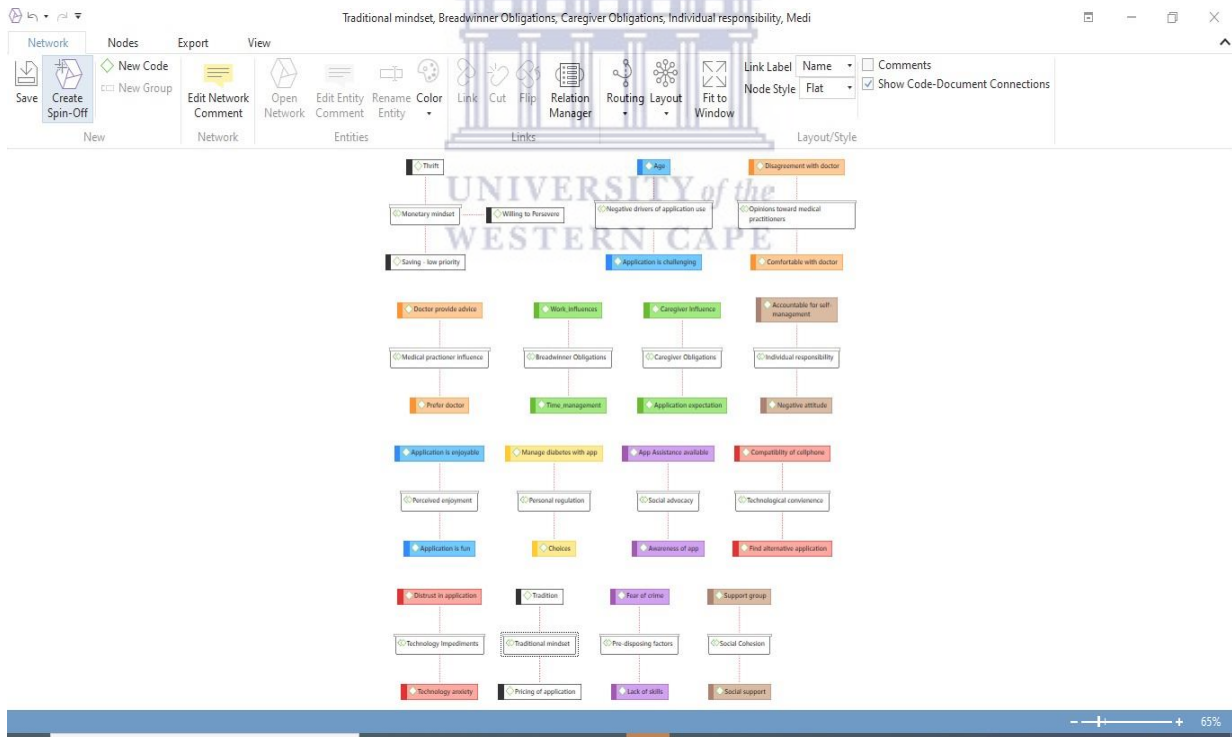 Traditional mindset, Breadwinner Obligations, Caregiver Obligations, Individual responsibility, Medi
Network Nodes Export View
Save
Create Spin-Off
New Code
New Group
New
Edit Network Comment
Network
Open Network
Edit Entity Comment
Rename Entity
Color
Entities
Link
Cut
Flip
Relation Manager
Links
Routing
Layout
Fit to Window
Link Label Name
Node Style Flat
Comments
Show Code-Document Connections
Layout/Style
UNIVERSITY of the
WESTERN CAPE
Thrift
Age
Disagreement with doctor
Monetary mindset
Willing to Persevere
Negative drivers of application use
Opinions toward medical
practitioners
Saving - low priority
Application is challenging
Comfortable with doctor
Doctor provide advice
Work_influences
Caregiver Influence
Accountable for self-
management
Medical practioner influence
Breadwinner Obligations
Caregiver Obligations
Individual responsibility
Prefer doctor
Time_management
Application expectation
Negative attitude
Application is enjoyable
Manage diabetes with app
App Assistance available
Compatiblity of cellphone
Perceived enjoyment
Personal regulation
Social advocacy
Technological convienence
Application is fun
Choices
Awareness of app
Find alternative application
Distrust in application
Tradition
Fear of crime
Support group
Technology Impediments
Traditional mindset
Pre-disposing factors
Social Cohesion
Technology anxiety
Pricing of application
Lack of skills
Social support
65%